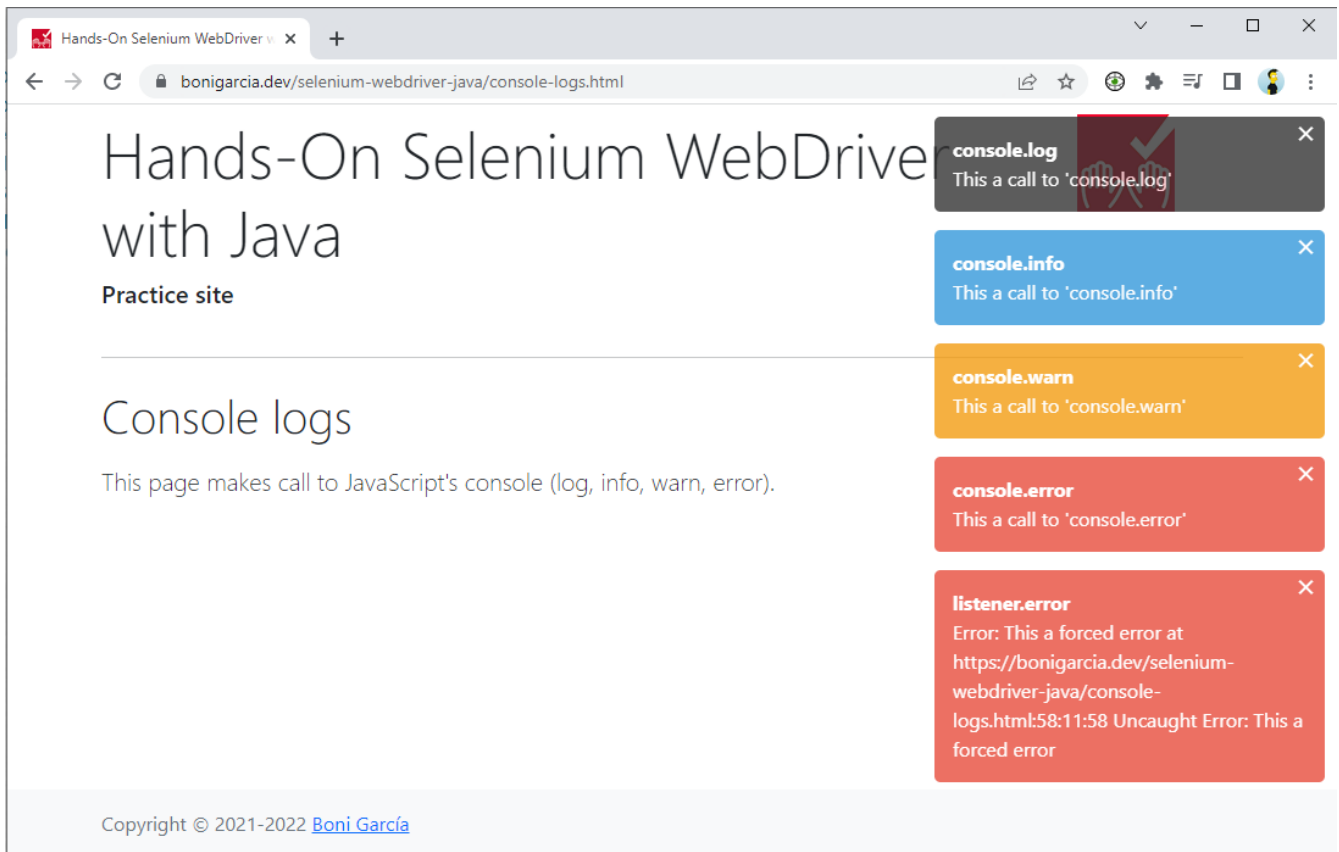 Hands-On Selenium WebDriver w
bonigarcia.dev/selenium-webdriver-java/console-logs.html
Hands-On Selenium WebDriver
with Java
Practice site
Console logs
This page makes call to JavaScript's console (log, info, warn, error).
console.log
This a call to 'console.log'
console.info
This a call to 'console.info'
console.warn
This a call to 'console.warn'
console.error
This a call to 'console.error'
listener.error
Error: This a forced error at
https://bonigarcia.dev/selenium-
webdriver-java/console-
logs.html:58:11:58 Uncaught Error: This a
forced error
Copyright © 2021-2022 Boni García